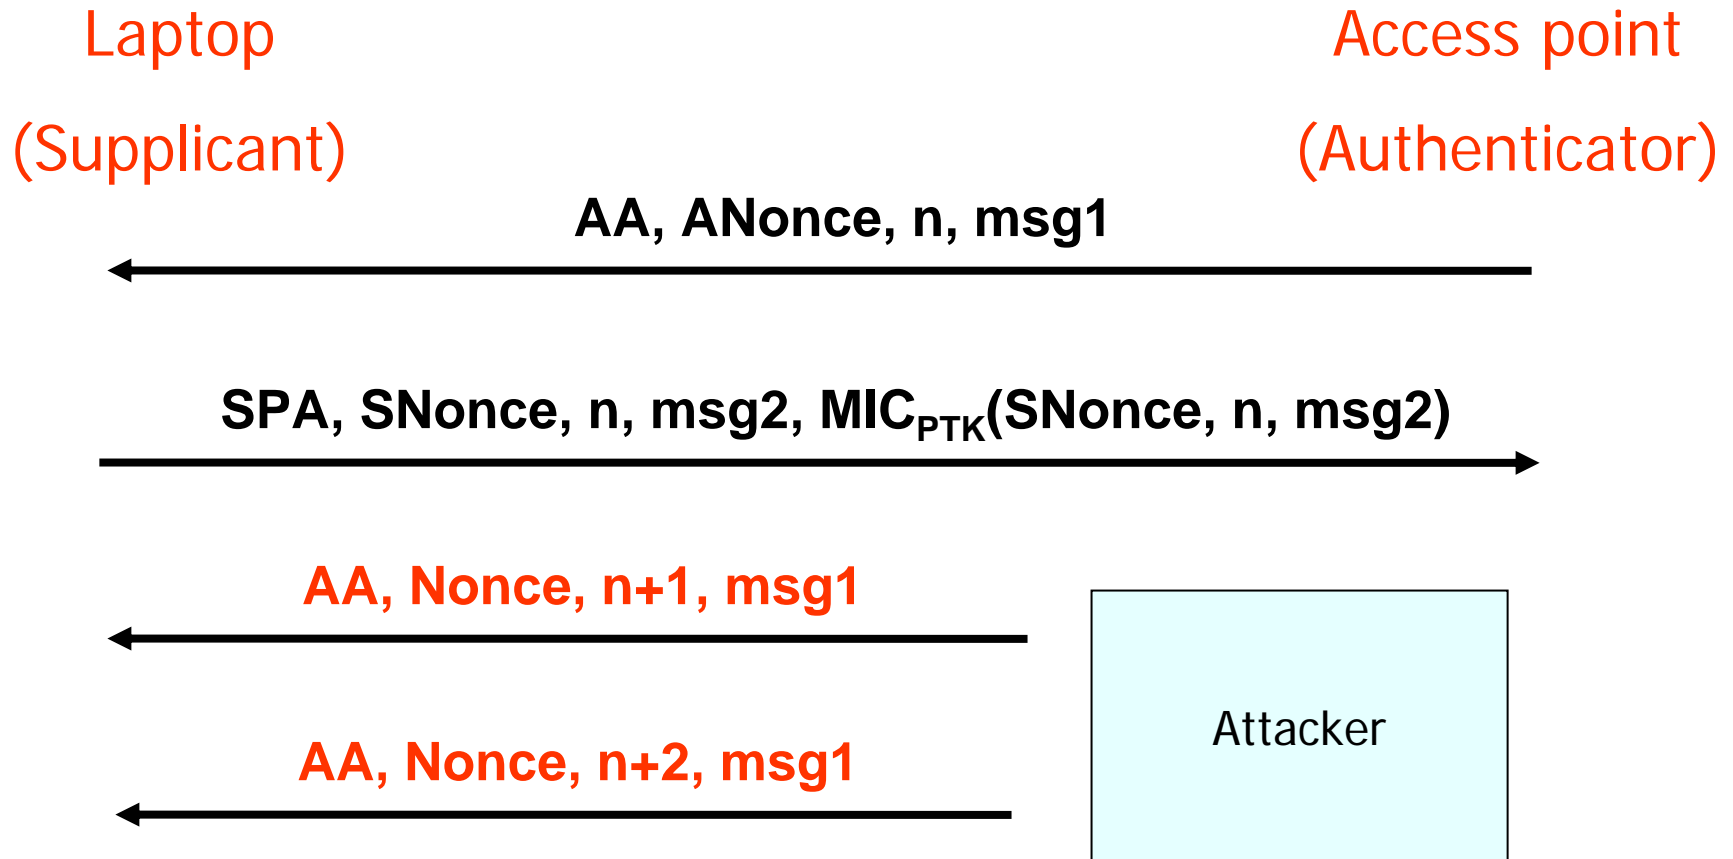 Laptop
(Supplicant)
Access point
(Authenticator)
AA, ANonce, n, msg1
SPA, SNonce, n, msg2, MICPTK(SNonce, n, msg2)
AA, Nonce, n+1, msg1
AA, Nonce, n+2, msg1
Attacker